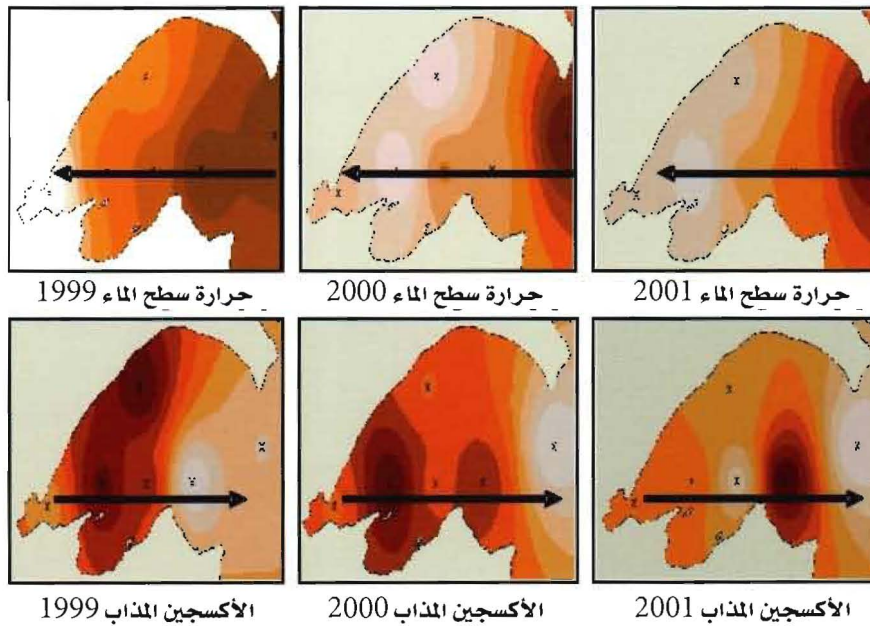 حرارة سطح الماء 1999
حرارة سطح الماء 2000
حرارة سطح الماء 2001
الأكسجين المذاب 1999
الأكسجين المذاب 2000
الأكسجين المذاب 2001